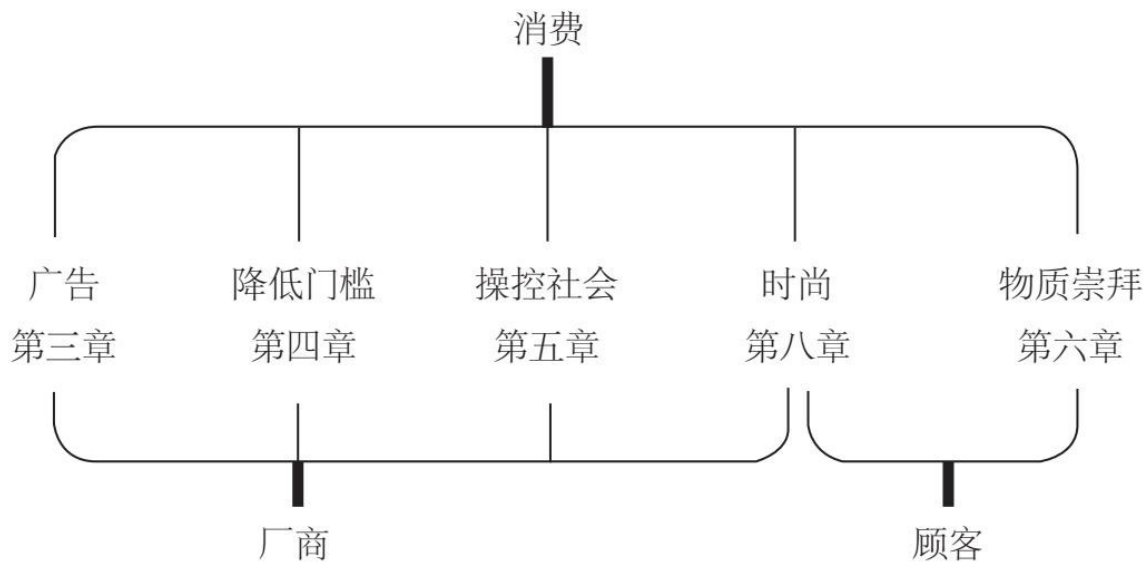 消费
广告 降低门槛 操控社会 时尚 物质崇拜
第三章 第四章 第五章 第八章 第六章
厂商 顾客